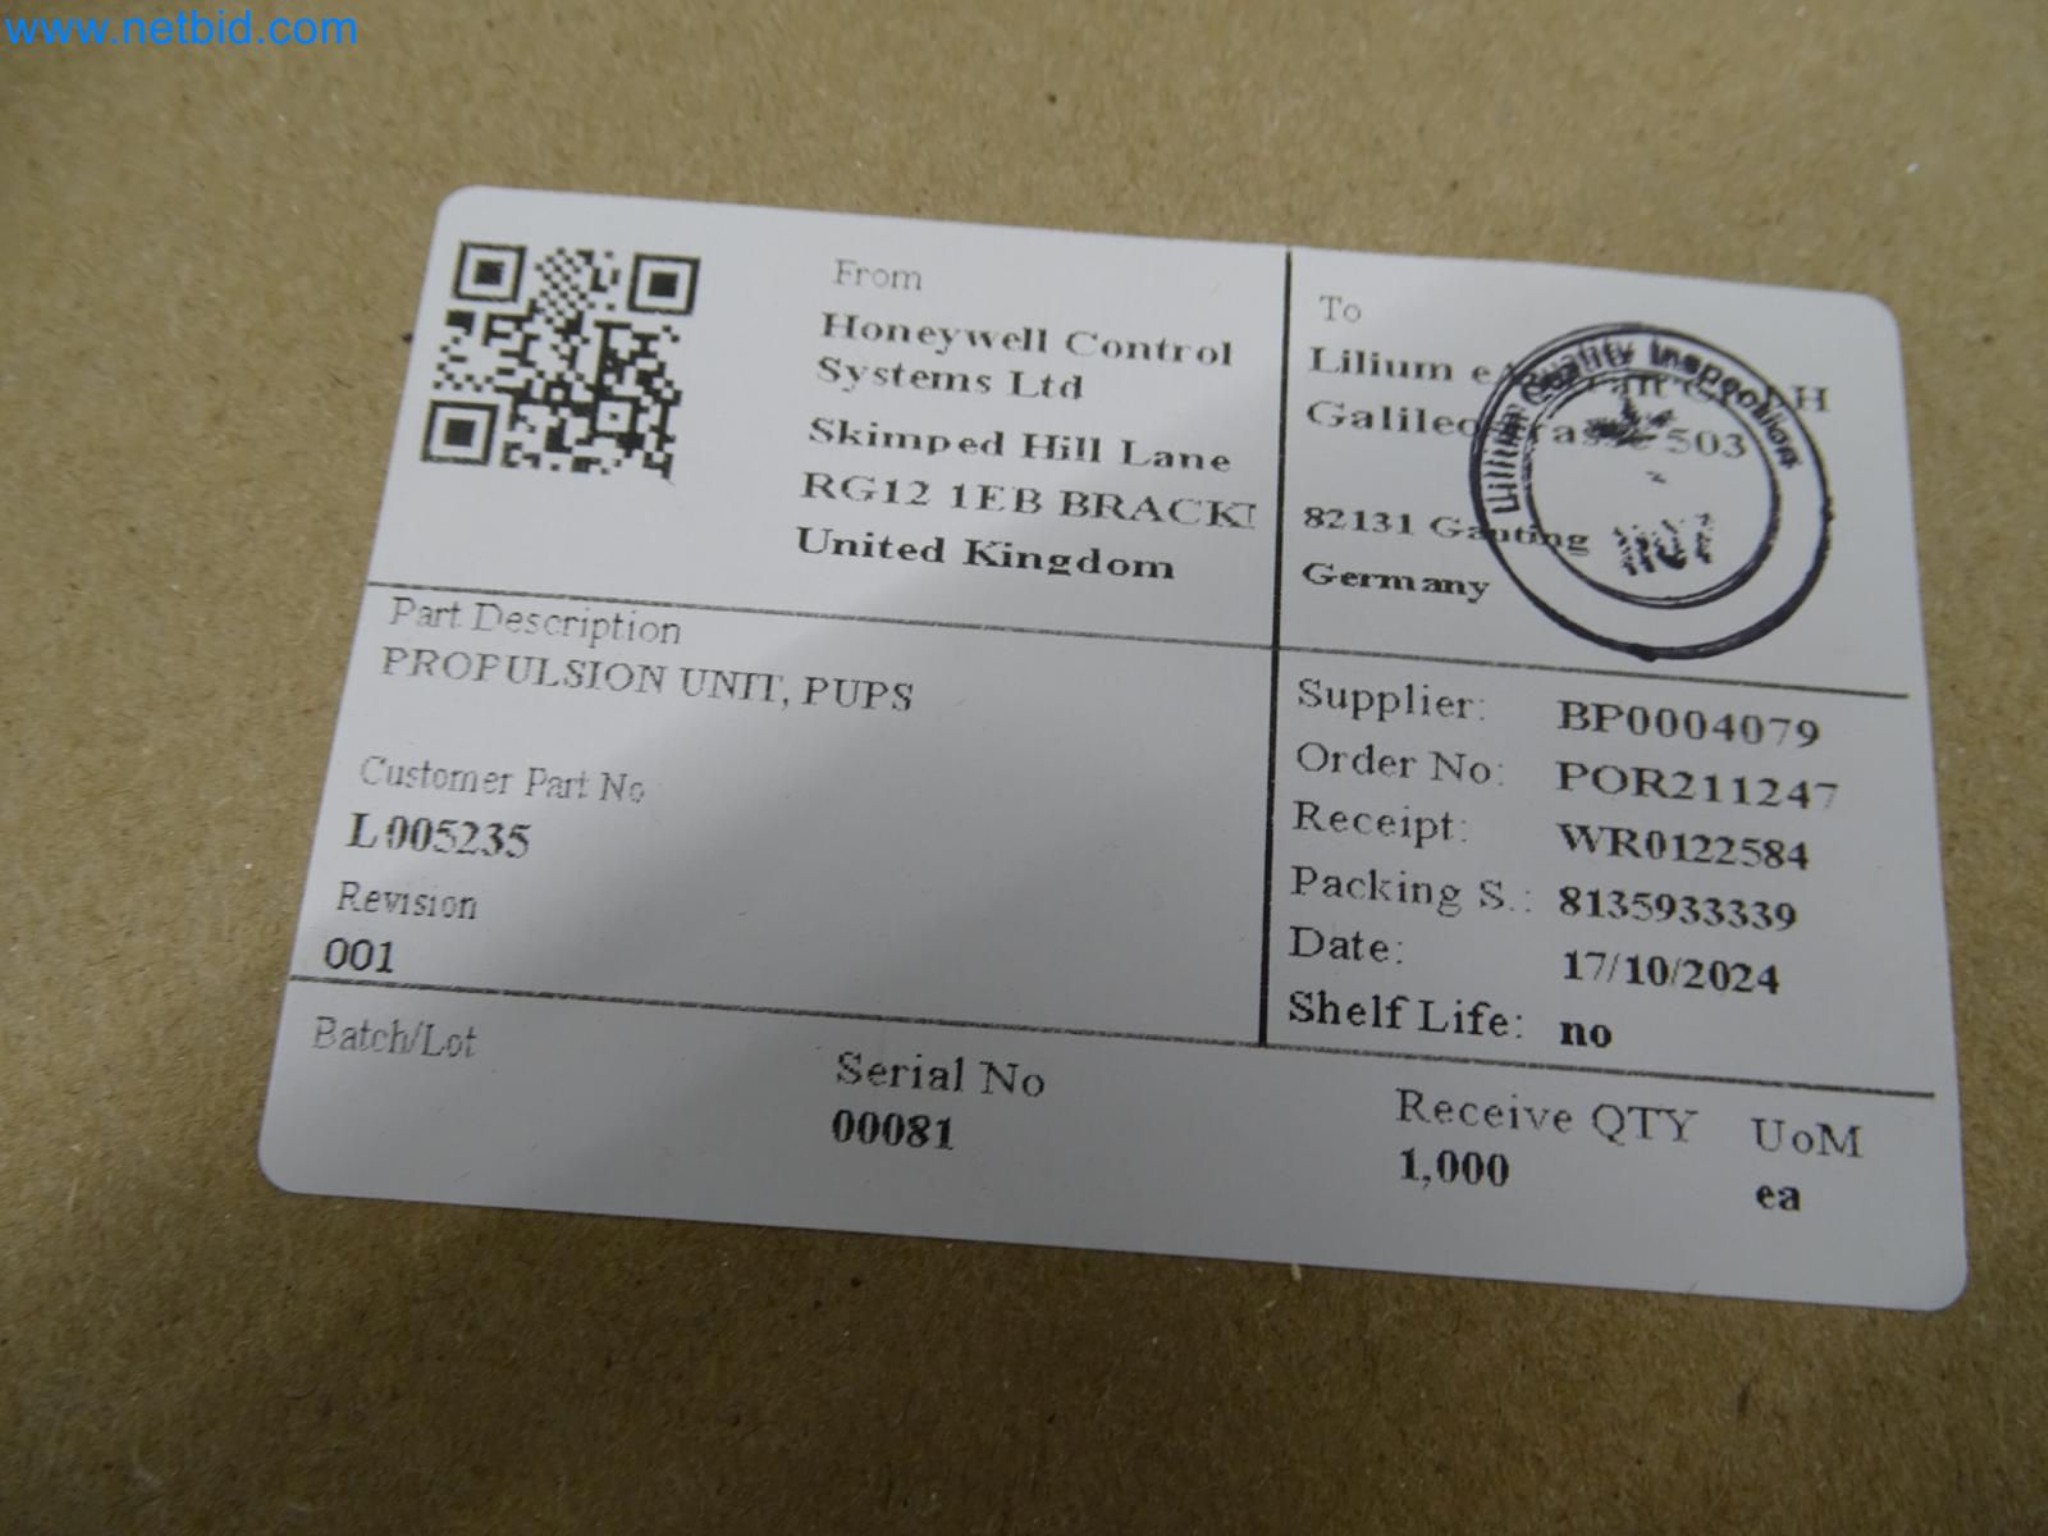 www.netbid.com
From
Honeywell Control
Systems Ltd
Skimped Hill Lane
RG12 1EB BRACK
United Kingdom
To
Lilium
503
82131 Gauting
Germany
Lilium Quality Inspection
Part Description
PROPULSION UNIT, PUPS
Customer Part No
L005235
Revision
001
Supplier: BP0004079
Order No: POR211247
Receipt: WR0122584
Packing S.: 8135933339
Date: 17/10/2024
Shelf Life: no
Batch/Lot
Serial No
00081
Receive QTY UoM
1,000 ea